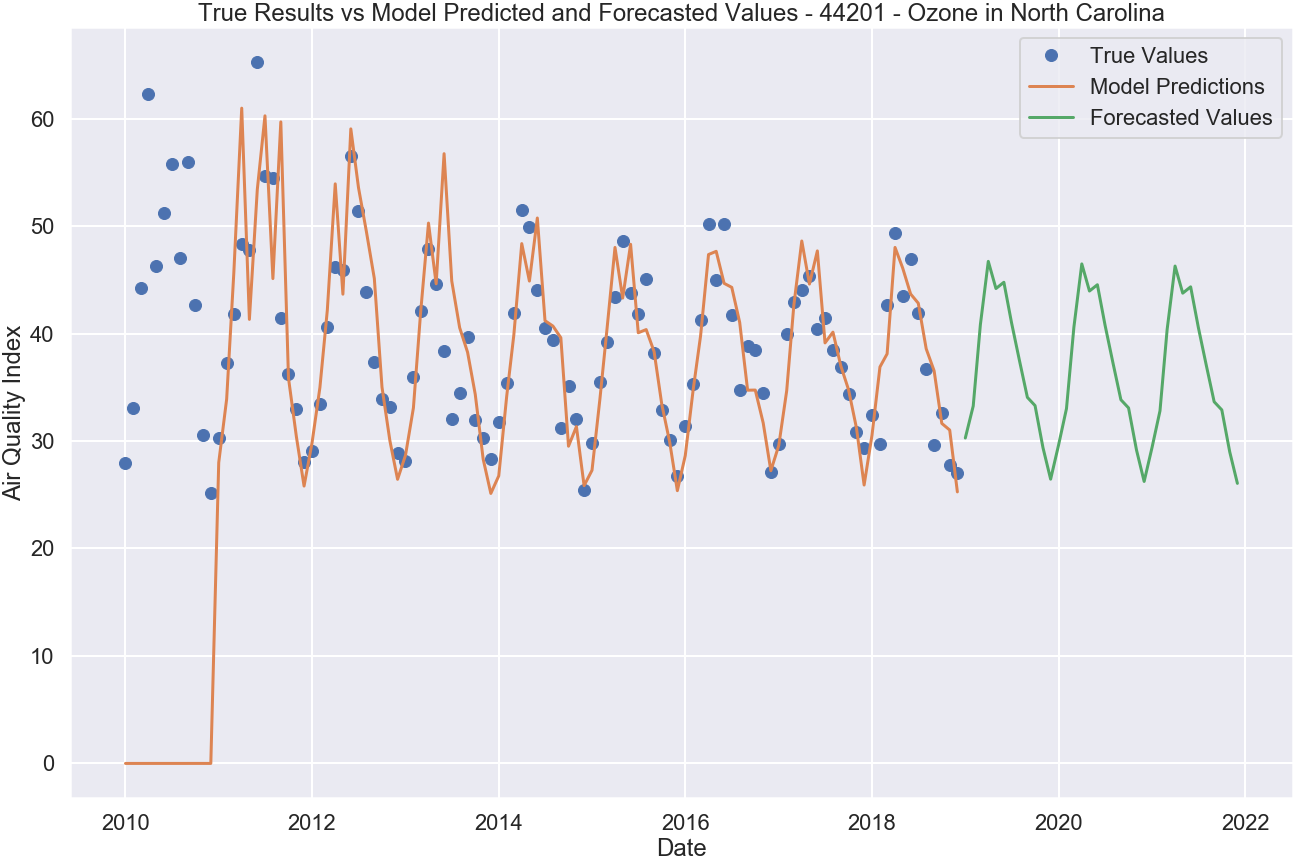 True Results vs Model Predicted and Forecasted Values - 44201 - Ozone in North Carolina
True Values
Model Predictions
Forecasted Values
Air Quality Index
60
50
40
30
20
10
0
2010 2012 2014 2016 2018 2020 2022
Date